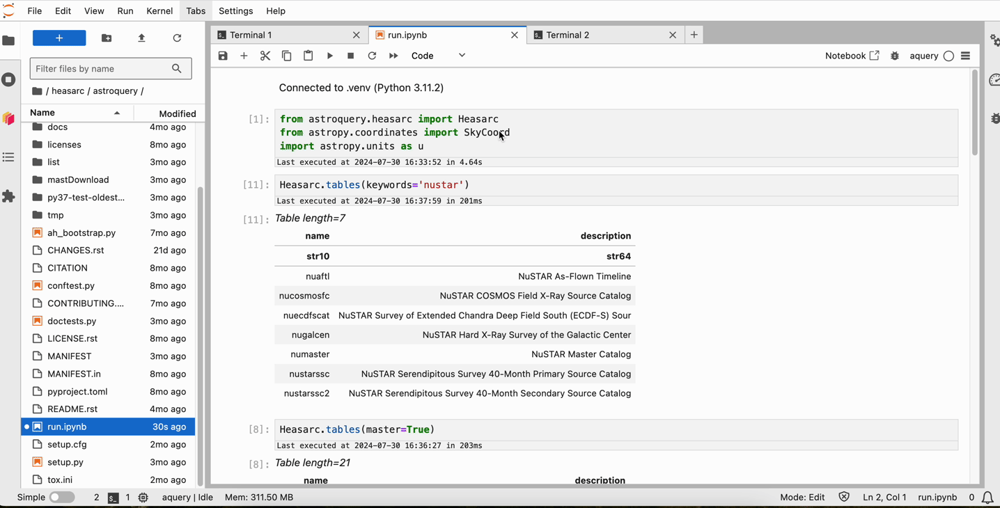 File Edit View Run Kernel Tabs Settings Help
+
Filter files by name
/ heasarc / astroquery /
Name Modified
docs 4mo ago
licenses 8mo ago
list 3mo ago
mastDownload 3mo ago
py37-test-oldest... 3mo ago
tmp 3mo ago
ah_bootstrap.py 7mo ago
CHANGES.rst 21d ago
CITATION 8mo ago
conftest.py 8mo ago
CONTRIBUTING.... 7mo ago
doctests.py 3mo ago
LICENSE.rst 8mo ago
MANIFEST 3mo ago
MANIFEST.in 8mo ago
pyproject.toml 8mo ago
README.rst 4mo ago
run.ipynb 30s ago
setup.cfg 2mo ago
setup.py 3mo ago
tox.ini 2mo ago
Terminal 1 run.ipynb Terminal 2
Code Notebook aquery
Connected to .venv (Python 3.11.2)
[1]: from astroquery.heasarc import Heasarc
from astropy.coordinates import SkyCoord
import astropy.units as u
Last executed at 2024-07-30 16:33:52 in 4.64s
[11]: Heasarc.tables(keywords='nustar')
Last executed at 2024-07-30 16:37:59 in 201ms
[11]: Table length=7
name description
str10 str64
nuaftl NuSTAR As-Flown Timeline
nucosmosfc NuSTAR COSMOS Field X-Ray Source Catalog
nuecdfscat NuSTAR Survey of Extended Chandra Deep Field South (ECDF-S) Sour
nugalcen NuSTAR Hard X-Ray Survey of the Galactic Center
numaster NuSTAR Master Catalog
nustarssc NuSTAR Serendipitous Survey 40-Month Primary Source Catalog
nustarssc2 NuSTAR Serendipitous Survey 40-Month Secondary Source Catalog
[8]: Heasarc.tables(master=True)
Last executed at 2024-07-30 16:36:27 in 203ms
[8]: Table length=21
name description
Simple 2 1 aquery | Idle Mem: 311.50 MB Mode: Edit Ln 2, Col 1 run.ipynb 0